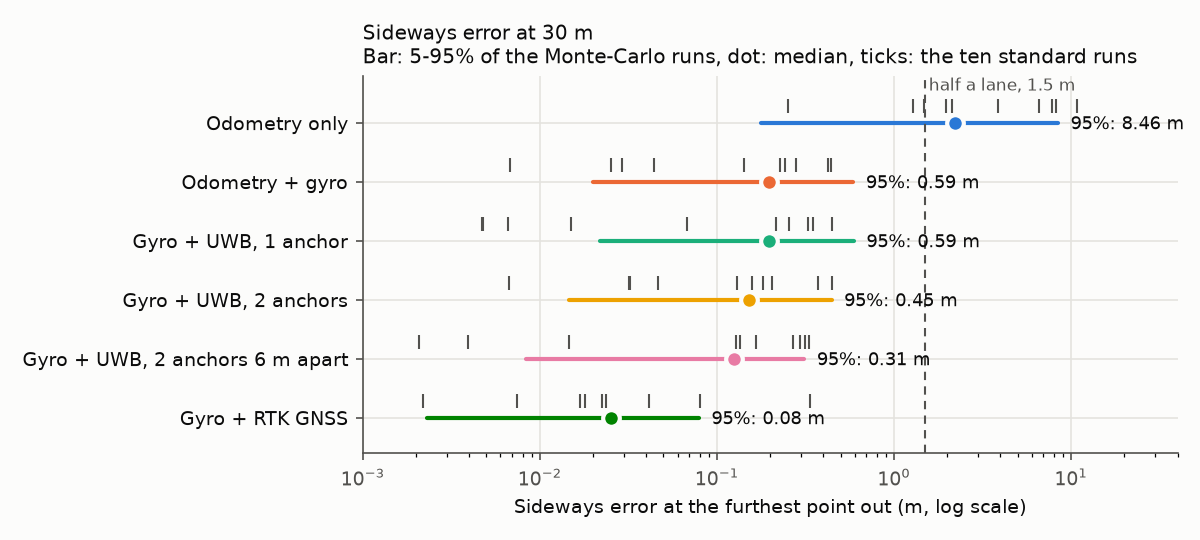 Sideways error at 30 m
Bar: 5-95% of the Monte-Carlo runs, dot: median, ticks: the ten standard runs
half a lane, 1.5 m
Odometry only
95%: 8.46 m
Odometry + gyro
95%: 0.59 m
Gyro + UWB, 1 anchor
95%: 0.59 m
Gyro + UWB, 2 anchors
95%: 0.45 m
Gyro + UWB, 2 anchors 6 m apart
95%: 0.31 m
Gyro + RTK GNSS
95%: 0.08 m
10⁻³ 10⁻² 10⁻¹ 10⁰ 10¹
Sideways error at the furthest point out (m, log scale)